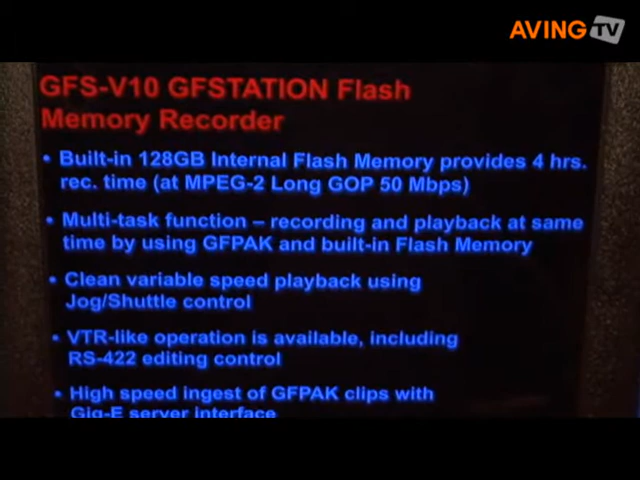 AVING TV
GFS-V10 GFSTATION Flash
Memory Recorder
• Built-in 128GB Internal Flash Memory provides 4 hrs.
rec. time (at MPEG-2 Long GOP 50 Mbps)
• Multi-task function – recording and playback at same
time by using GFPAK and built-in Flash Memory
• Clean variable speed playback using
Jog/Shuttle control
• VTR-like operation is available, including
RS-422 editing control
• High speed ingest of GFPAK clips with
Gig-E server interface